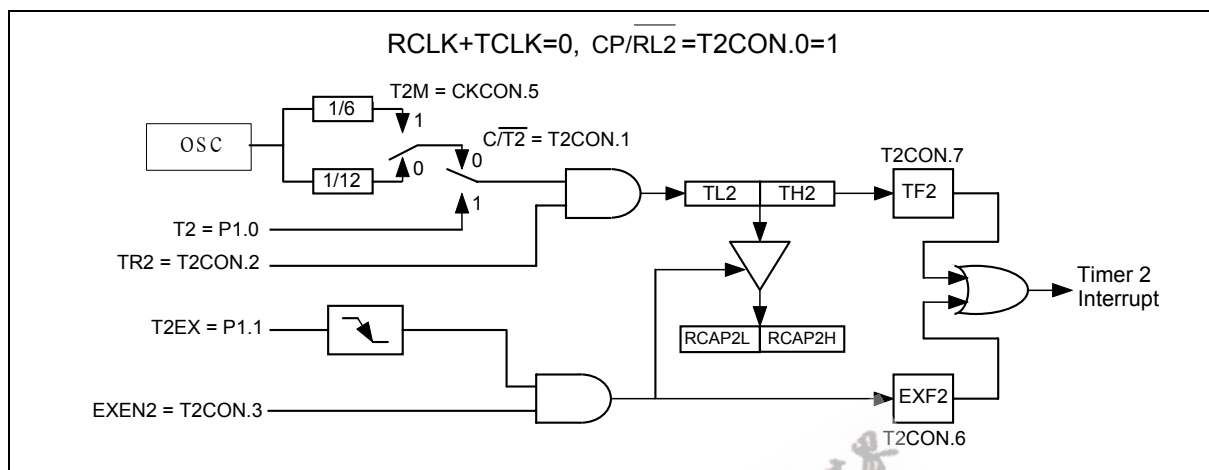 RCLK+TCLK=0, CP/RL2=T2CON.0=1
T2M = CKCON.5
1/6
1
OSC
C/T2 = T2CON.1
0
0
1/12
1
T2CON.7
TL2
TH2
TF2
T2 = P1.0
TR2 = T2CON.2
Timer 2
Interrupt
T2EX = P1.1
RCAP2L
RCAP2H
EXEN2 = T2CON.3
EXF2
T2CON.6